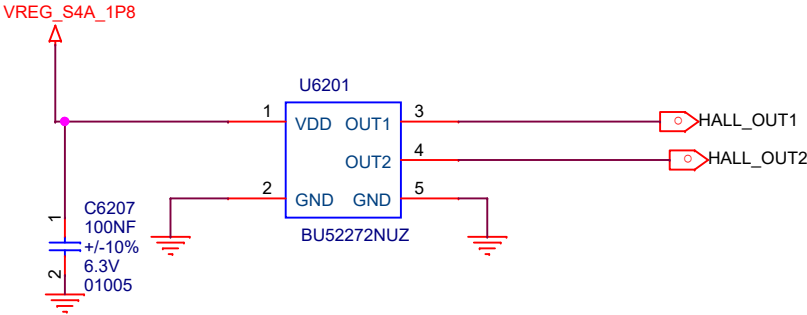 VREG_S4A_1P8
U6201
1
VDD
OUT1
3
HALL_OUT1
OUT2
4
HALL_OUT2
2
GND
GND
5
BU52272NUZ
1
C6207
100NF
+/-10%
6.3V
01005
2